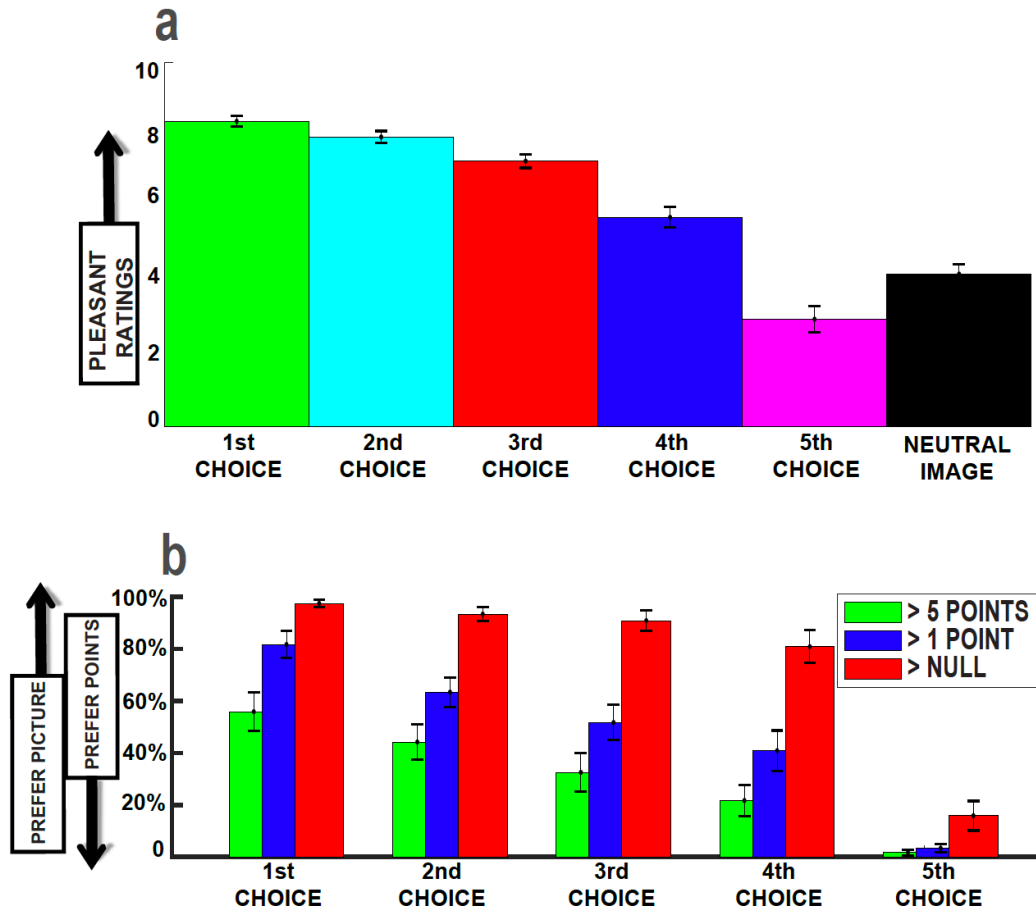 a
10
8
6
4
2
0
PLEASANT
RATINGS
1st
CHOICE
2nd
CHOICE
3rd
CHOICE
4th
CHOICE
5th
CHOICE
NEUTRAL
IMAGE
b
100%
80%
60%
40%
20%
0
PREFER PICTURE
PREFER POINTS
> 5 POINTS
> 1 POINT
> NULL
1st
CHOICE
2nd
CHOICE
3rd
CHOICE
4th
CHOICE
5th
CHOICE